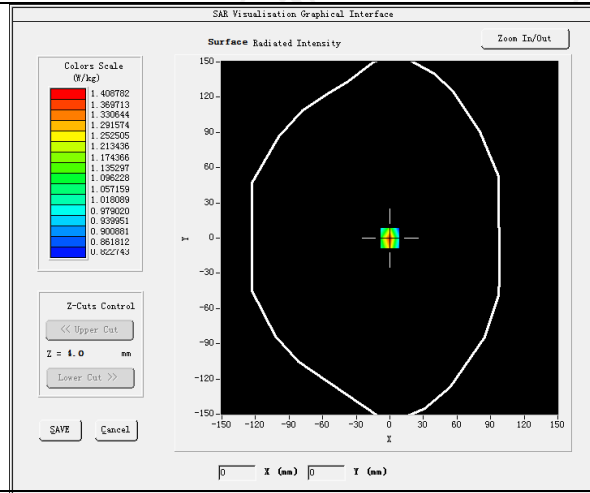 SAR Visualisation Graphical Interface
Surface Radiated Intensity
Zoom In/Out
Colors Scale
(W/kg)
1.408782
1.369713
1.330644
1.291574
1.252505
1.213436
1.174366
1.135297
1.096228
1.057159
1.018089
0.979020
0.939951
0.900881
0.861812
0.822743
150
120
90
60
30
0
-30
-60
-90
-120
-150
Y
-150 -120 -90 -60 -30 0 30 60 90 120 150
X
Z-Cuts Control
<< Upper Cut
Z = 4.0 mm
Lower Cut >>
SAVE Cancel
0 X (mm) 0 Y (mm)